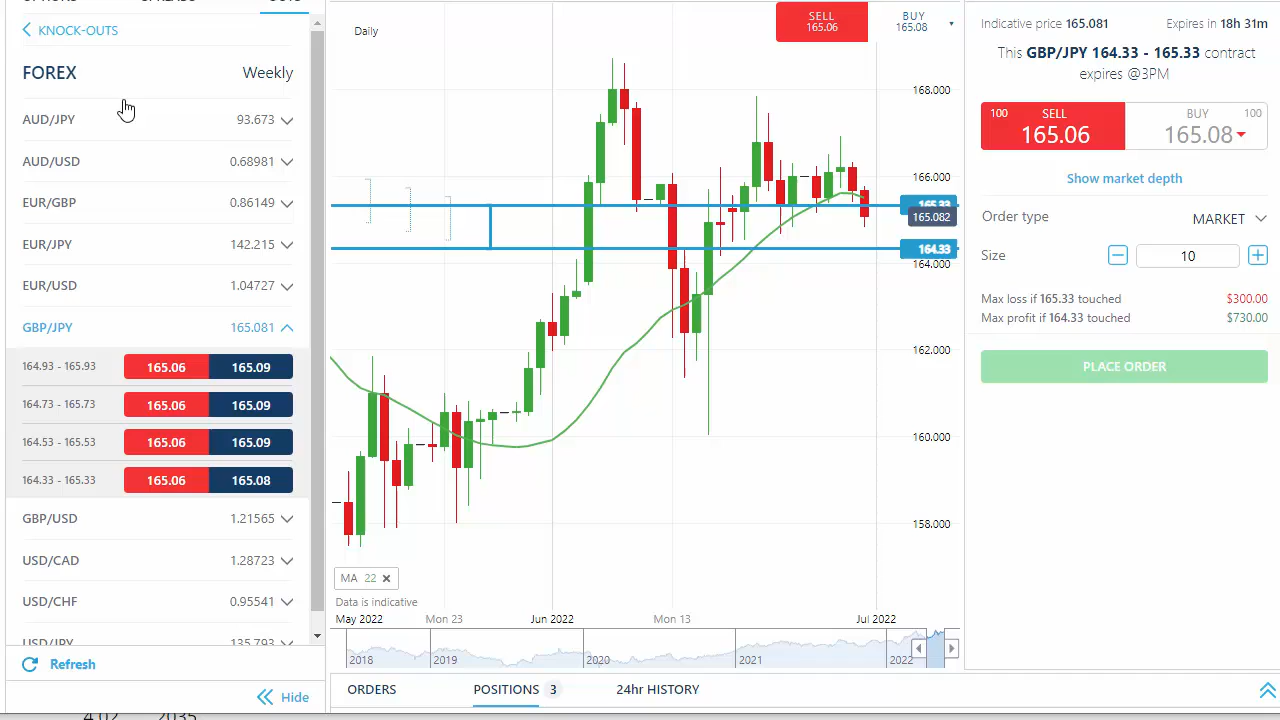 KNOCK-OUTS
FOREX Weekly
AUD/JPY 93.673
AUD/USD 0.68981
EUR/GBP 0.86149
EUR/JPY 142.215
EUR/USD 1.04727
GBP/JPY 165.081
164.93 - 165.93 165.06 165.09
164.73 - 165.73 165.06 165.09
164.53 - 165.53 165.06 165.09
164.33 - 165.33 165.06 165.08
GBP/USD 1.21565
USD/CAD 1.28723
USD/CHF 0.95541
USD/JPY 135.793
Refresh
Hide
4.02 2035
Daily
SELL
165.06
BUY
165.08
168.000
166.000
165.33
165.082
164.33
164.000
162.000
160.000
158.000
MA 22
Data is indicative
May 2022 Mon 23 Jun 2022 Mon 13 Jul 2022
2018 2019 2020 2021 2022
ORDERS POSITIONS 3 24hr HISTORY
Indicative price 165.081 Expires in 18h 31m
This GBP/JPY 164.33 - 165.33 contract
expires @3PM
100 SELL
165.06
BUY 100
165.08
Show market depth
Order type MARKET
Size 10
Max loss if 165.33 touched $300.00
Max profit if 164.33 touched $730.00
PLACE ORDER